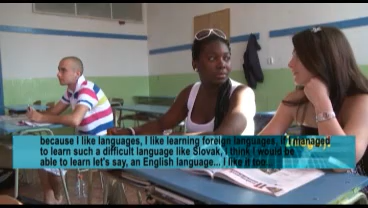 because I like languages, I like learning foreign languages, if I managed
to learn such a difficult language like Slovak, I think I would be
able to learn let's say, an English language... I like it too...